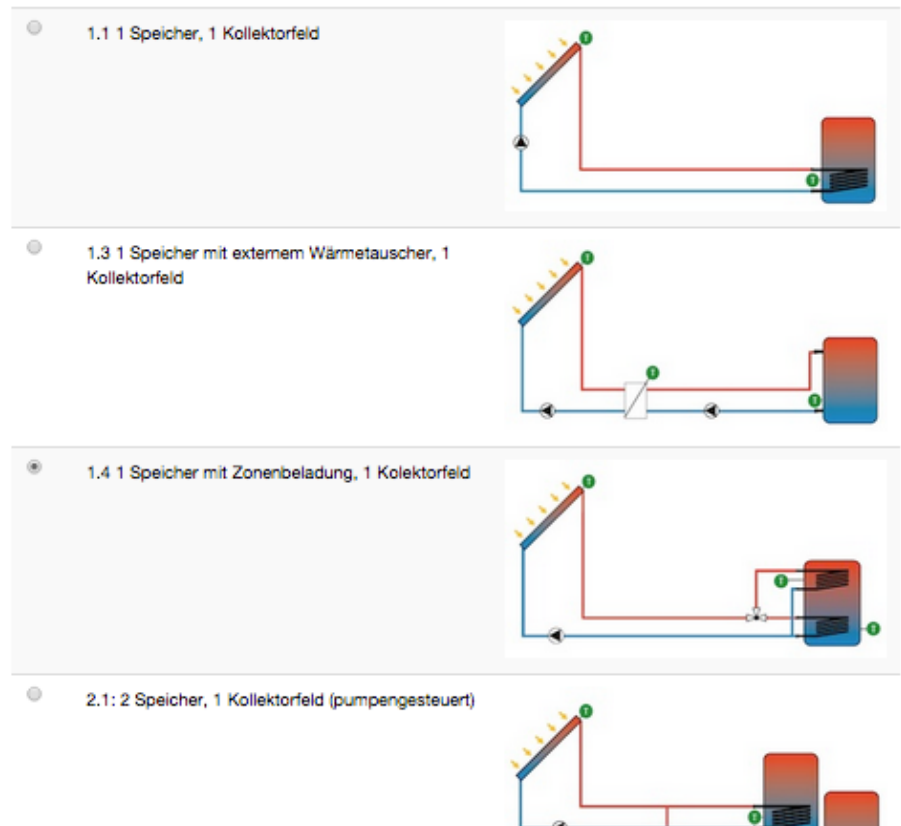 1.1 1 Speicher, 1 Kollektorfeld
T
T
1.3 1 Speicher mit externem Wärmetauscher, 1
Kollektorfeld
T
T
T
1.4 1 Speicher mit Zonenbeladung, 1 Kolektorfeld
T
T
T
2.1: 2 Speicher, 1 Kollektorfeld (pumpengesteuert)
T
T